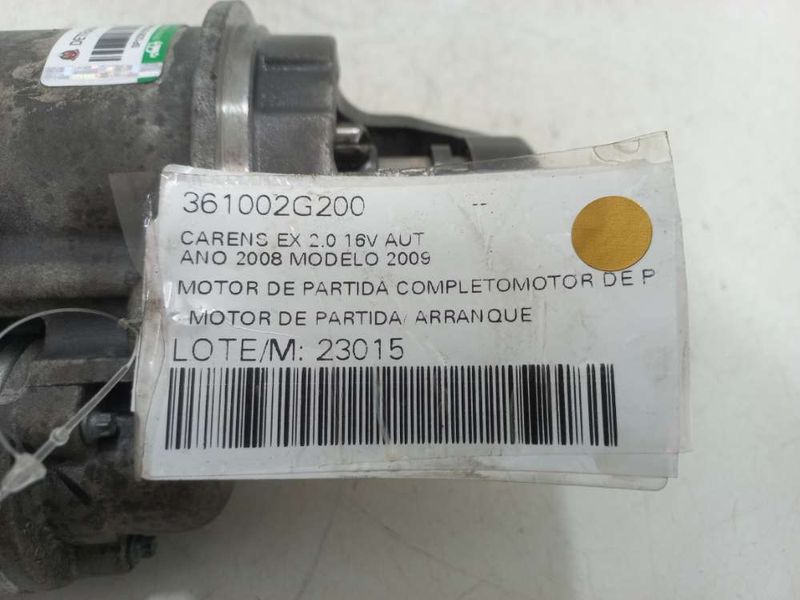 361002G200 --
CARENS EX 2.0 16V AUT
ANO 2008 MODELO 2009
MOTOR DE PARTIDA COMPLETOMOTOR DE P
- MOTOR DE PARTIDA/ ARRANQUE
LOTE/M: 23015